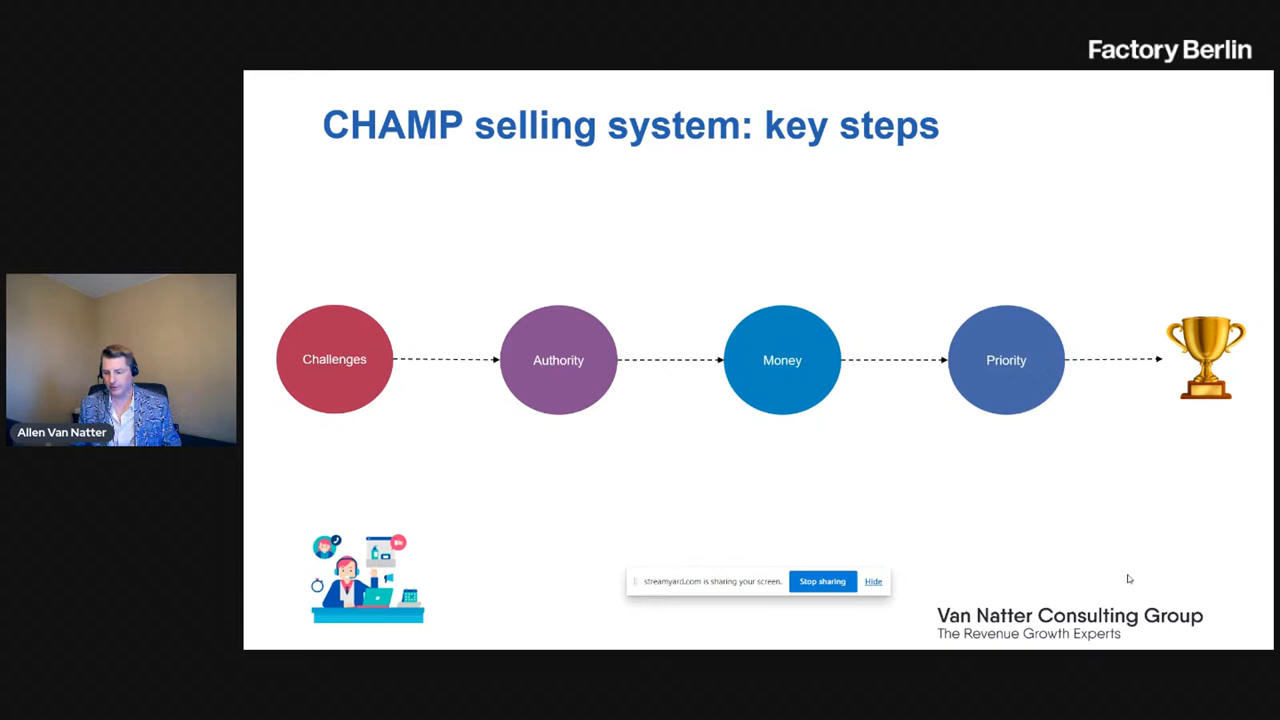 Factory Berlin
CHAMP selling system: key steps
Challenges
Authority
Money
Priority
Allen Van Natter
streamyard.com is sharing your screen.
Stop sharing
Hide
Van Natter Consulting Group
The Revenue Growth Experts